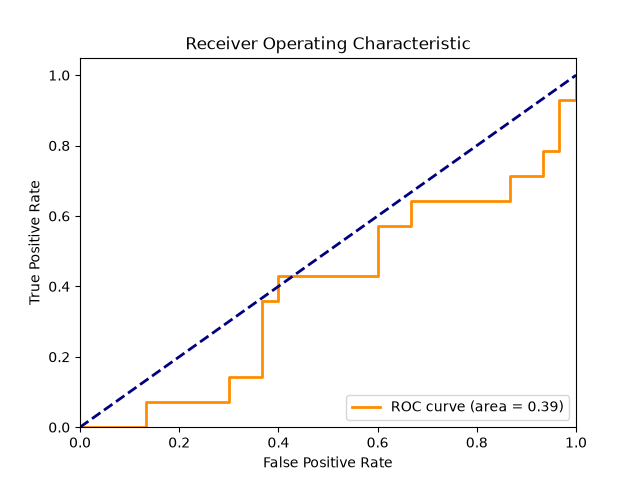 Receiver Operating Characteristic
1.0
0.8
0.6
0.4
0.2
0.0
True Positive Rate
ROC curve (area = 0.39)
0.0 0.2 0.4 0.6 0.8 1.0
False Positive Rate